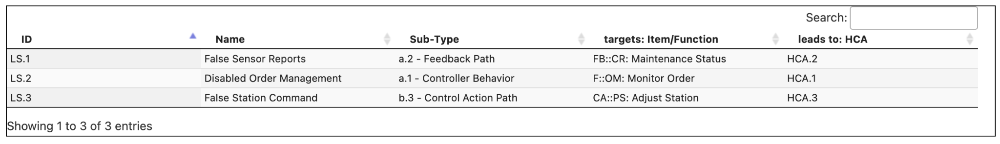 Search:
ID Name Sub-Type targets: Item/Function leads to: HCA
LS.1 False Sensor Reports a.2 - Feedback Path FB::CR: Maintenance Status HCA.2
LS.2 Disabled Order Management a.1 - Controller Behavior F::OM: Monitor Order HCA.1
LS.3 False Station Command b.3 - Control Action Path CA::PS: Adjust Station HCA.3
Showing 1 to 3 of 3 entries